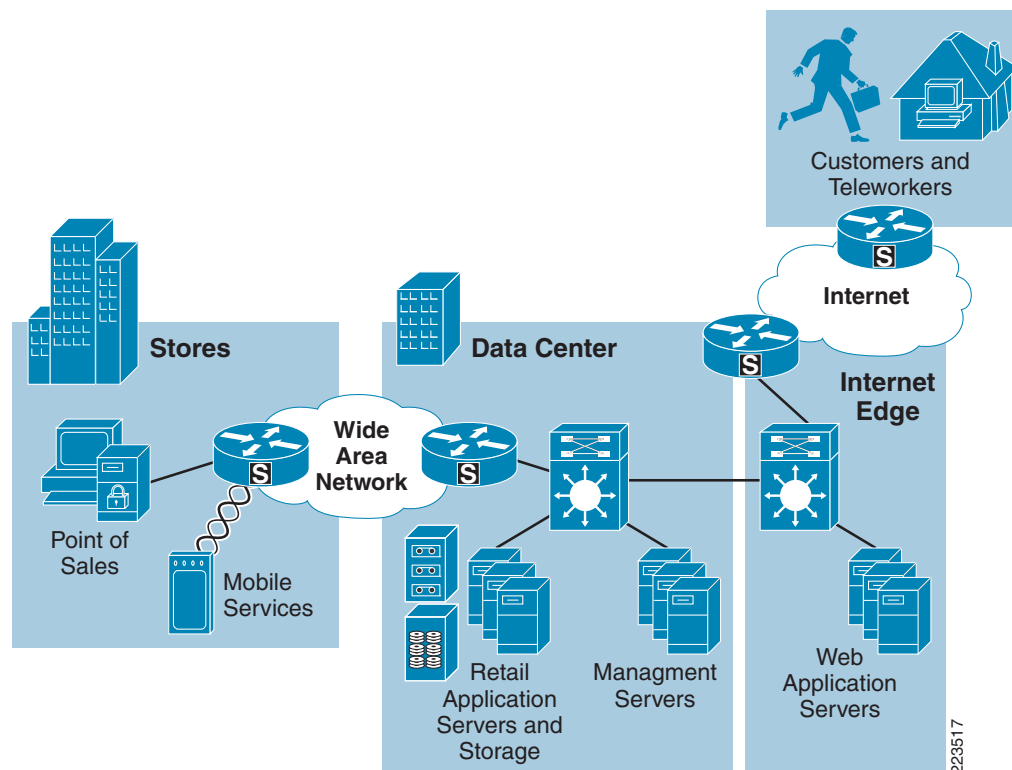 Customers and
Teleworkers
S
Internet
S
Stores
Data Center
Internet
Edge
Wide
Area
Network
S
S
Point of
Sales
Mobile
Services
Retail
Application
Servers and
Storage
Managment
Servers
Web
Application
Servers
223517